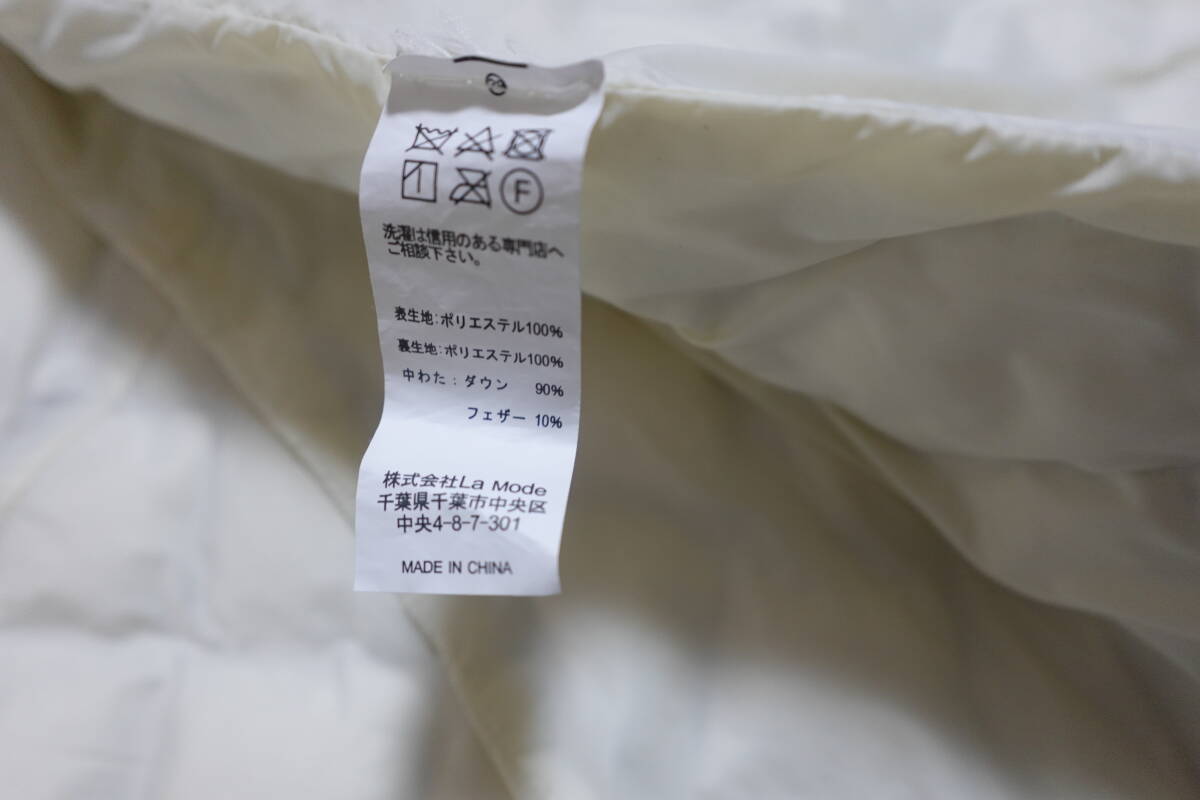 F
洗濯は信用のある専門店へ
ご相談下さい。
表生地:ポリエステル100%
裏生地:ポリエステル100%
中わた:ダウン 90%
フェザー 10%
株式会社La Mode
千葉県千葉市中央区
中央4-8-7-301
MADE IN CHINA